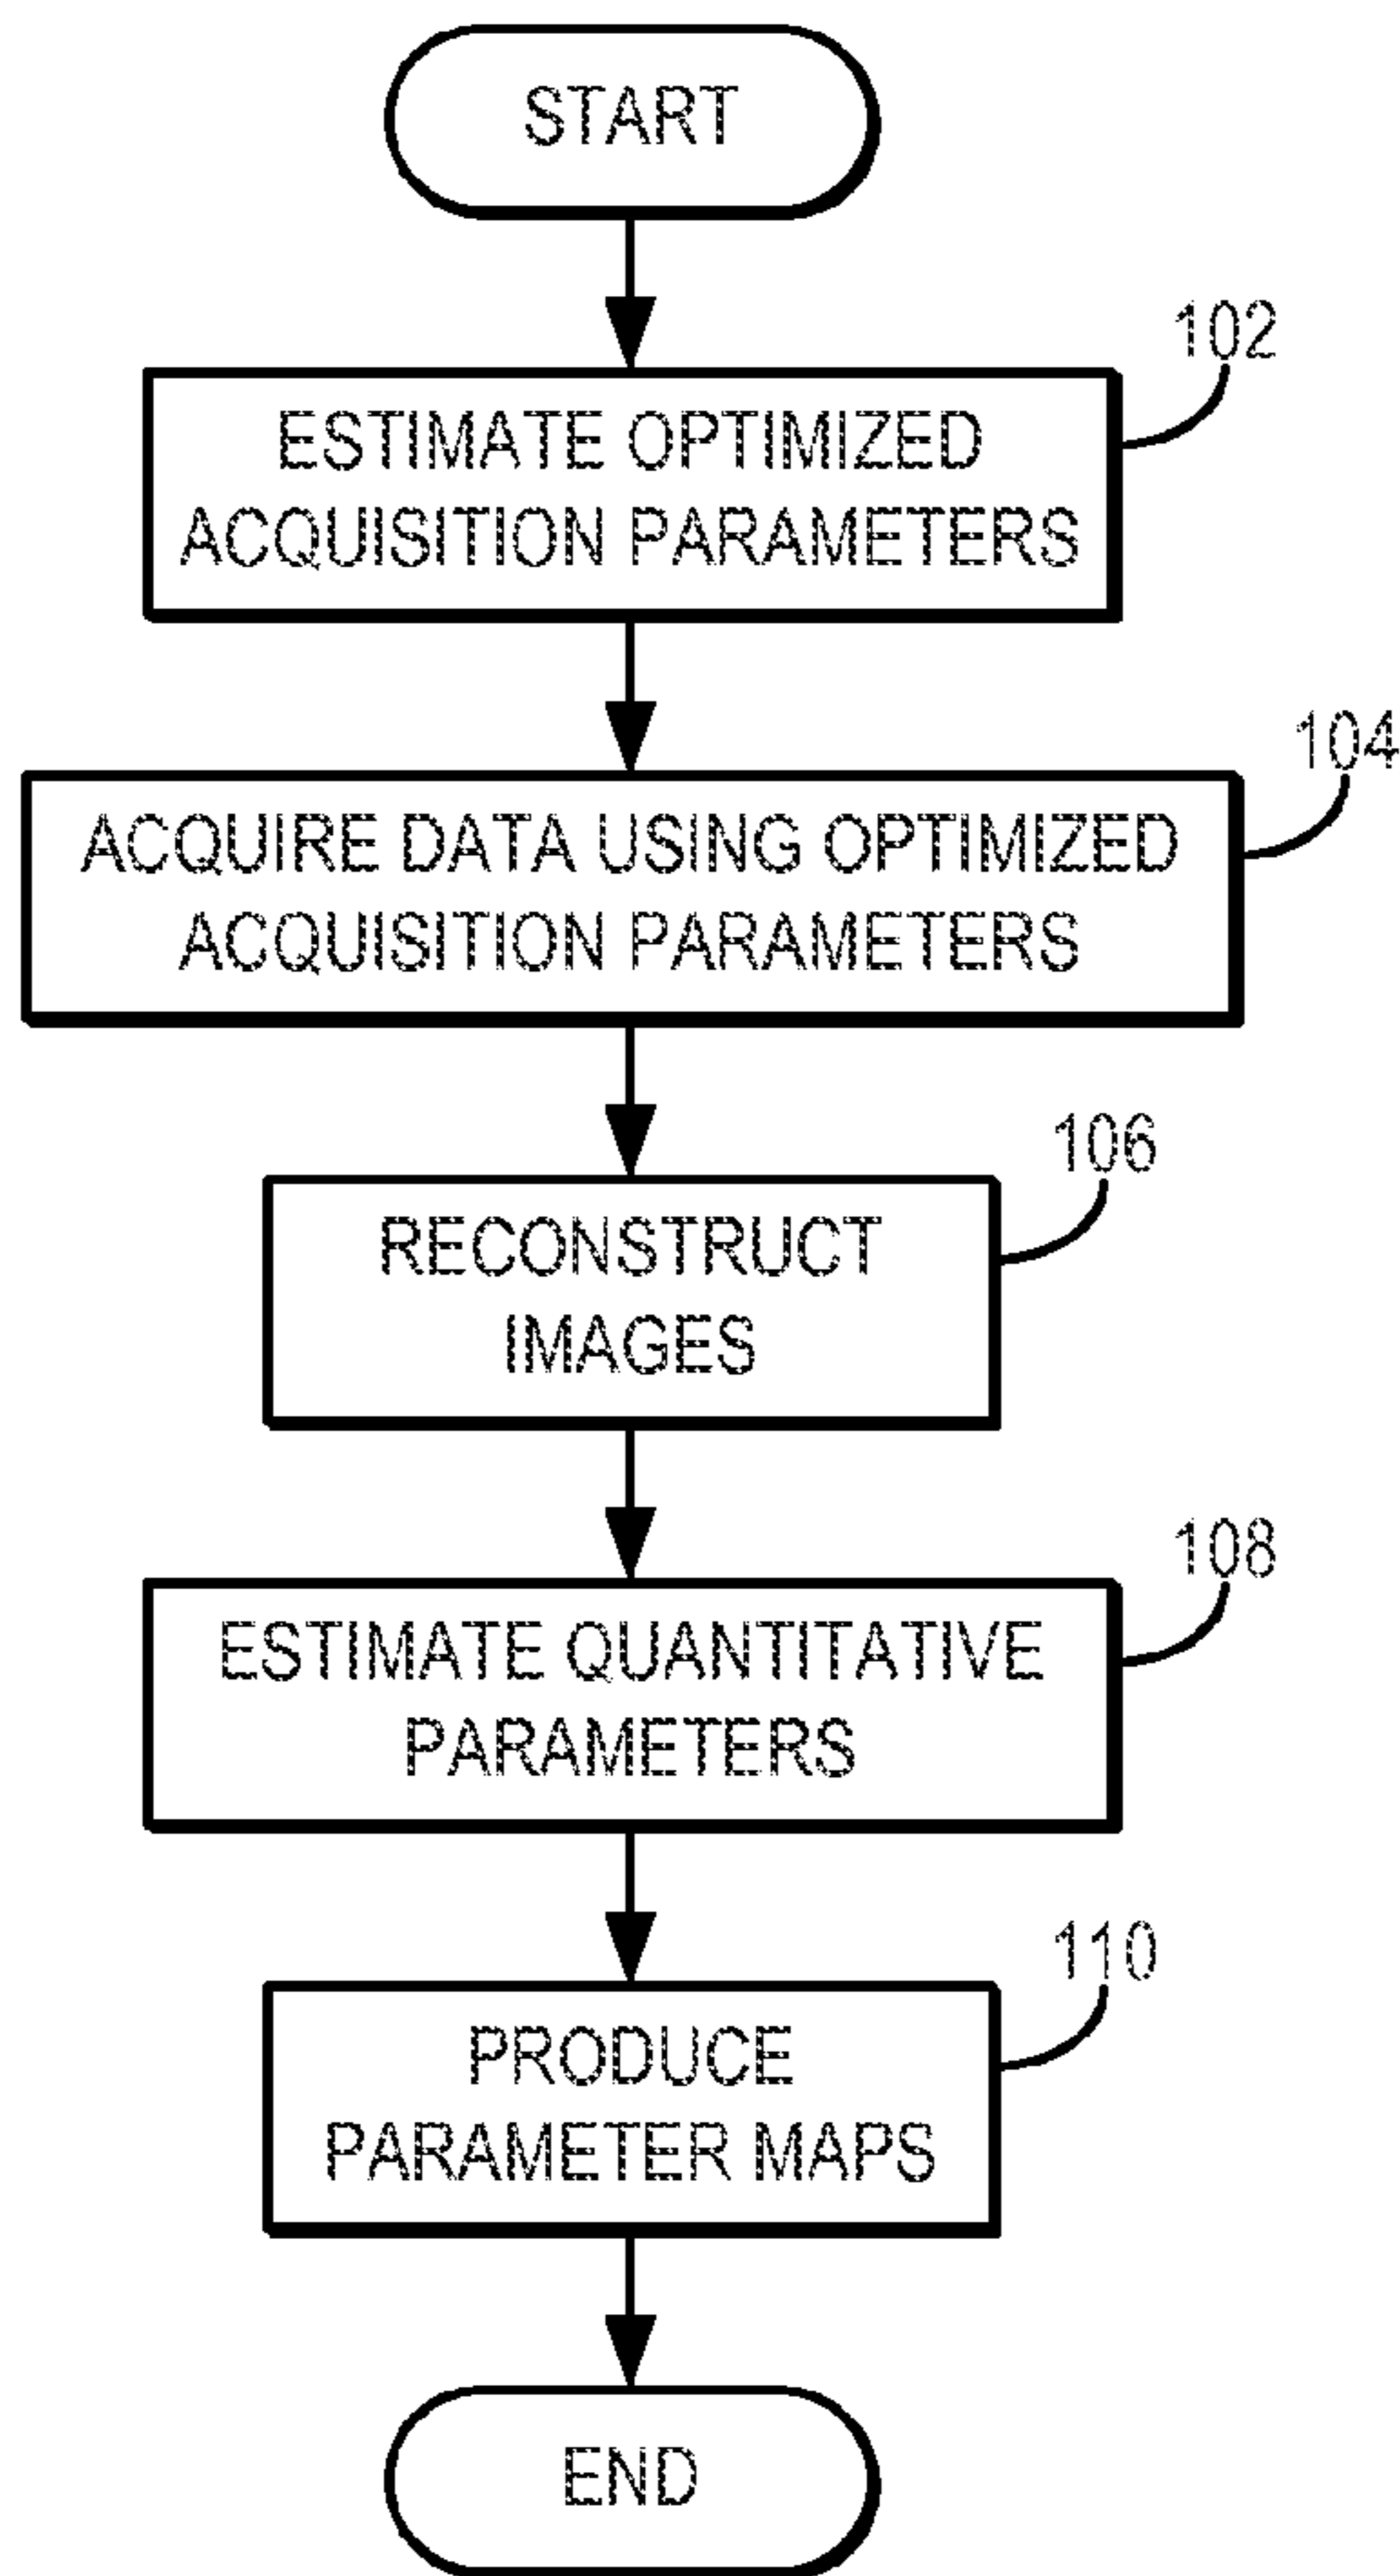 START
102
ESTIMATE OPTIMIZED
ACQUISITION PARAMETERS
104
ACQUIRE DATA USING OPTIMIZED
ACQUISITION PARAMETERS
106
RECONSTRUCT
IMAGES
108
ESTIMATE QUANTITATIVE
PARAMETERS
110
PRODUCE
PARAMETER MAPS
END